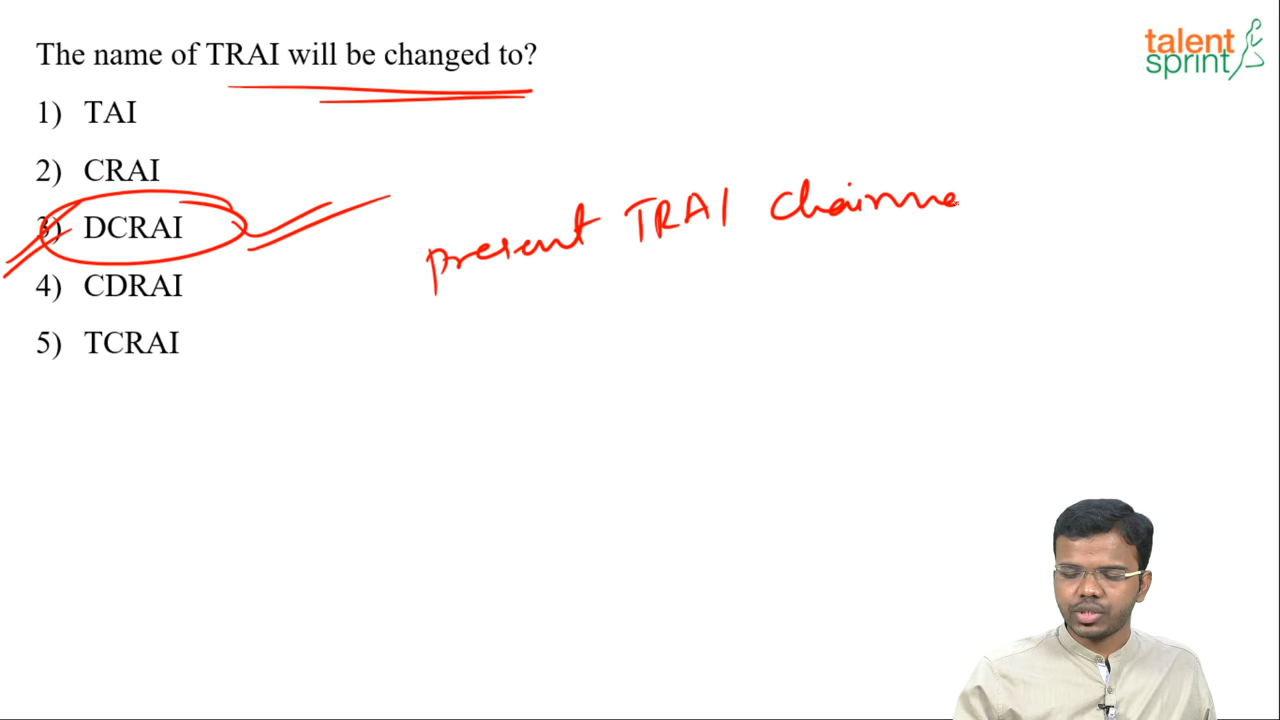 The name of TRAI will be changed to?
talent
sprint
1) TAI
2) CRAI
3) DCRAI
present TRAI chairma
4) CDRAI
5) TCRAI